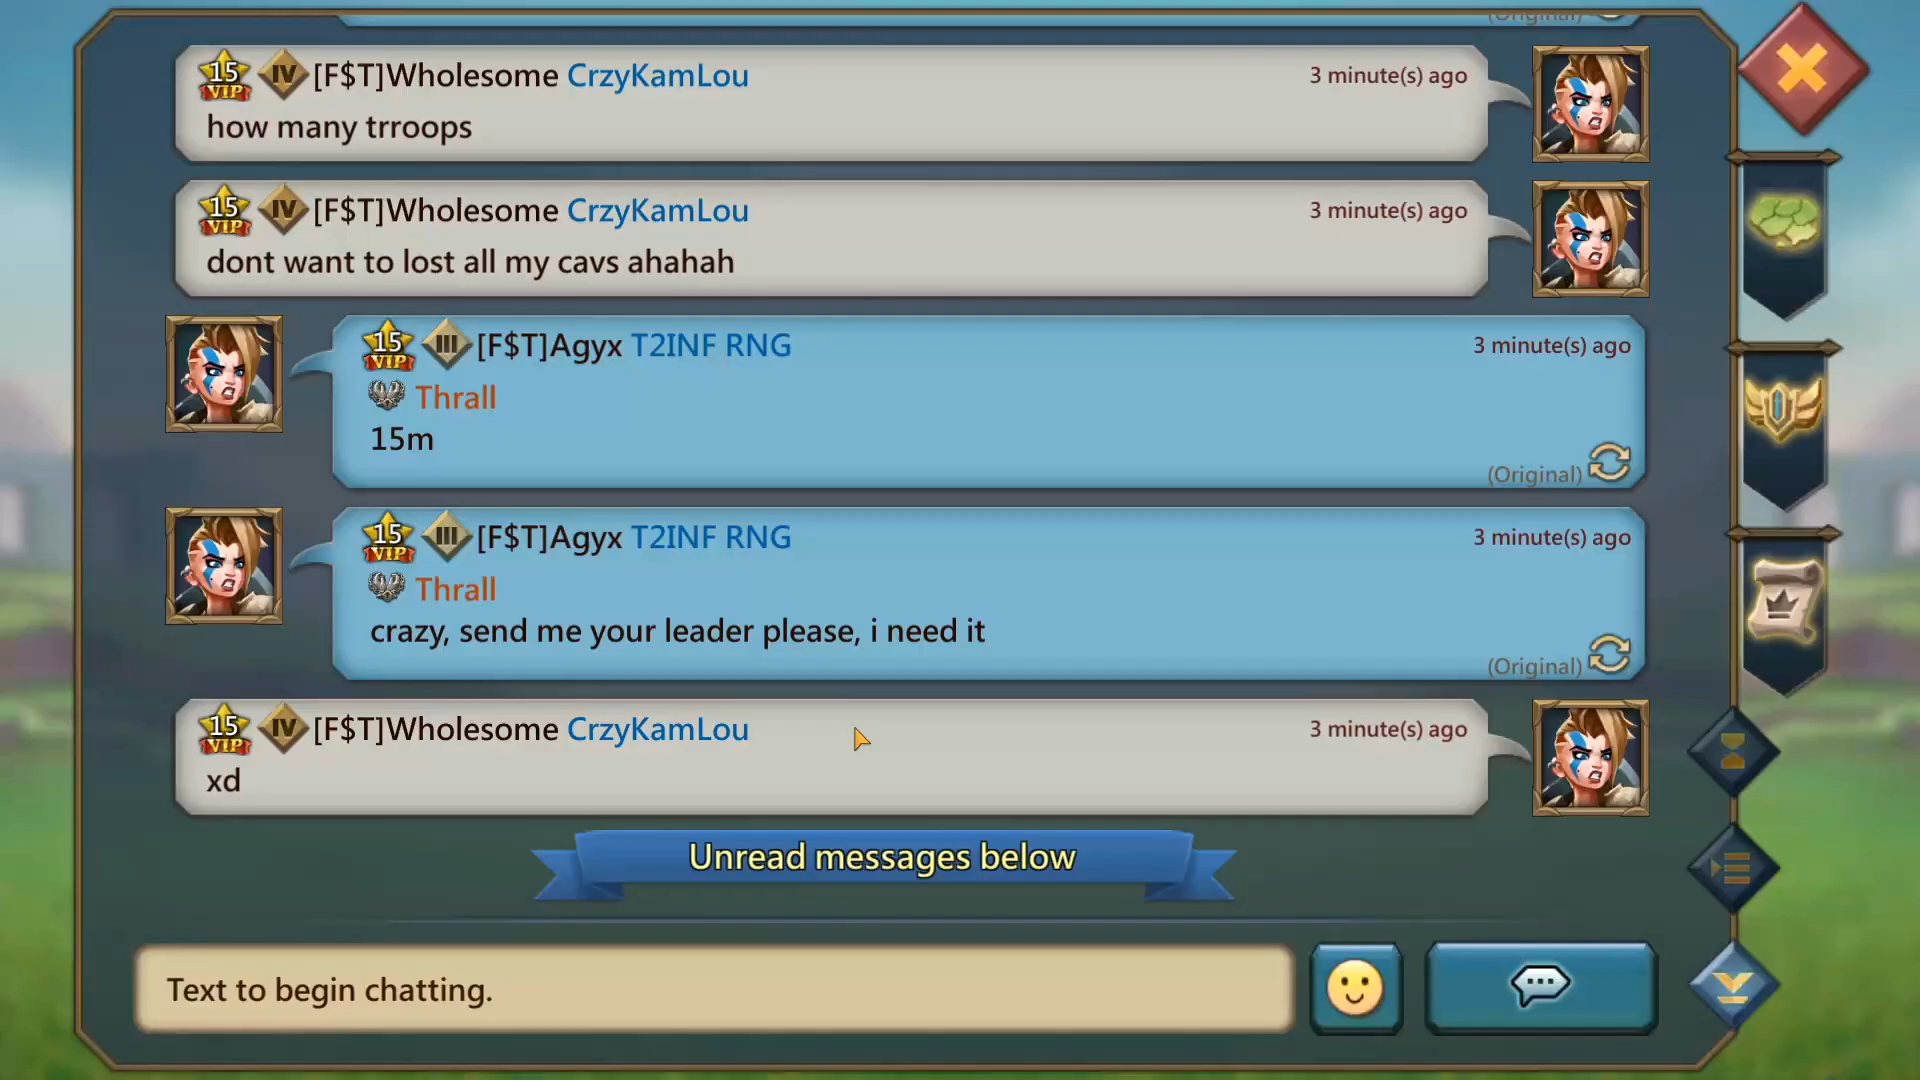 (Original)
15 VIP IV [F$T]Wholesome CrzyKamLou 3 minute(s) ago
how many trroops
15 VIP IV [F$T]Wholesome CrzyKamLou 3 minute(s) ago
dont want to lost all my cavs ahahah
15 VIP III [F$T]Agyx T2INF RNG 3 minute(s) ago
Thrall
15m
(Original)
15 VIP III [F$T]Agyx T2INF RNG 3 minute(s) ago
Thrall
crazy, send me your leader please, i need it
(Original)
15 VIP IV [F$T]Wholesome CrzyKamLou 3 minute(s) ago
xd
Unread messages below
Text to begin chatting.